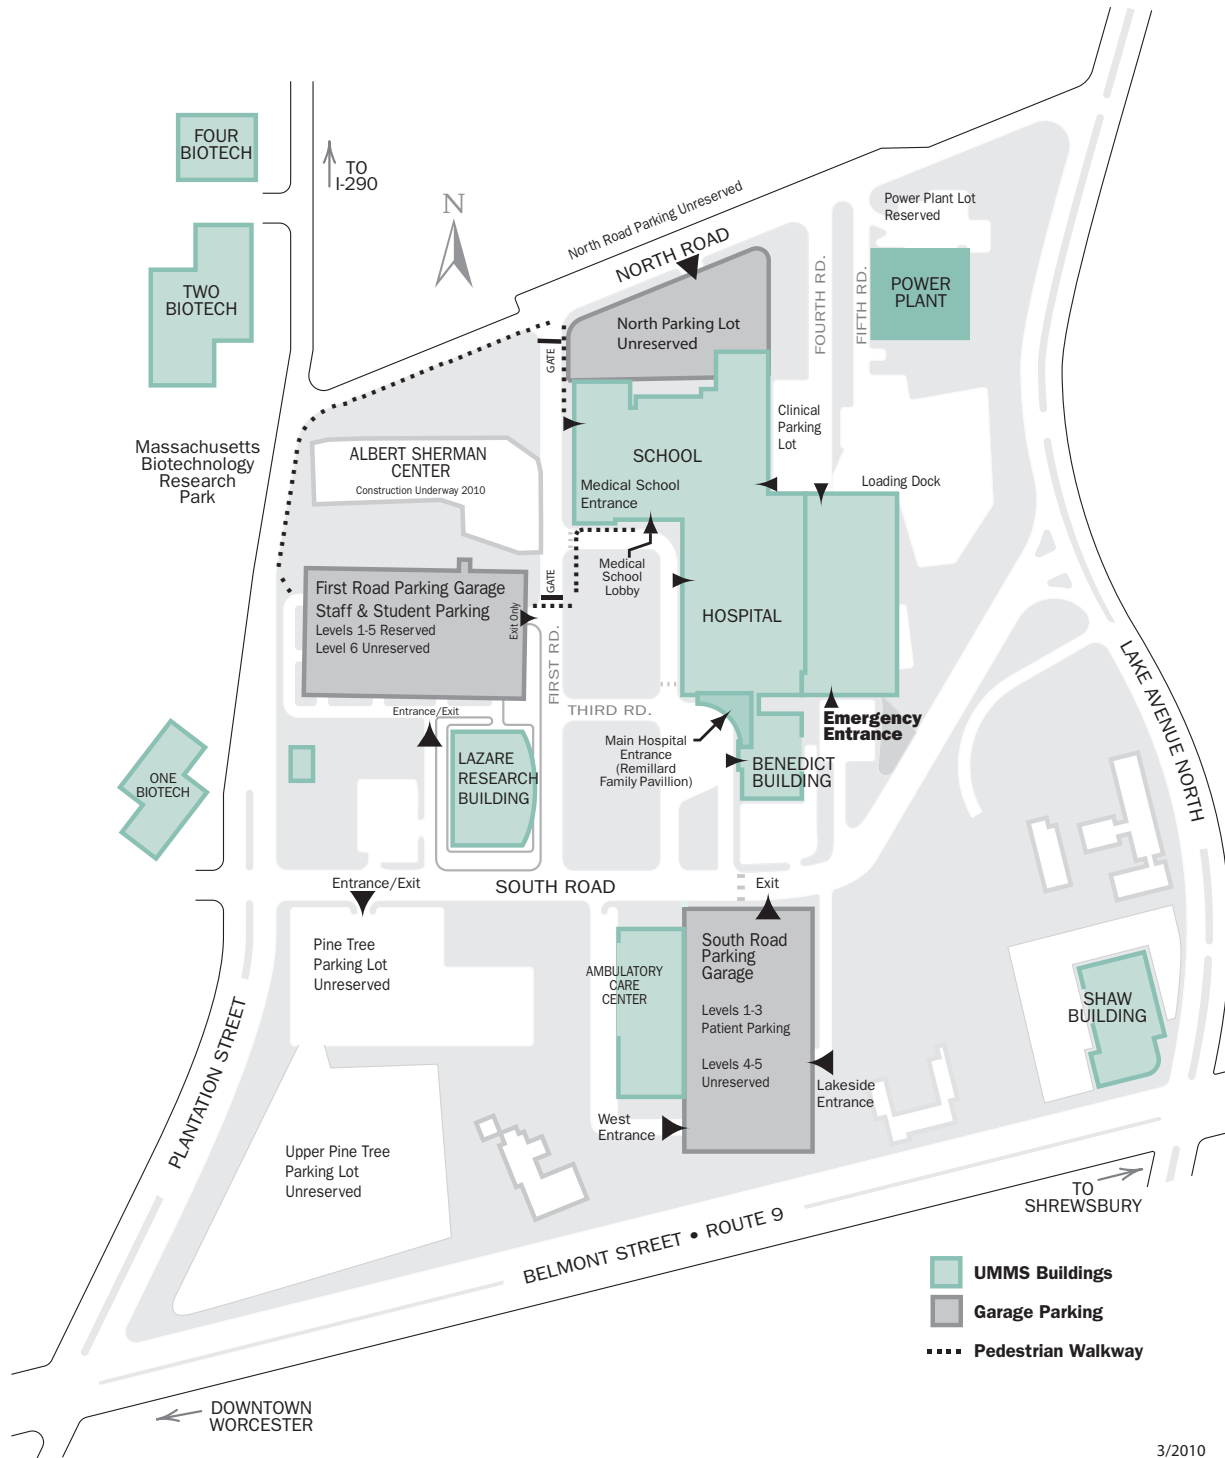 FOUR
BIOTECH
TO
I-290
N
North Road Parking Unreserved
NORTH ROAD
Power Plant Lot
Reserved
TWO
BIOTECH
POWER
PLANT
FOURTH RD.
FIFTH RD.
North Parking Lot
Unreserved
GATE
Massachusetts
Biotechnology
Research
Park
ALBERT SHERMAN
CENTER
Construction Underway 2010
SCHOOL
Medical School
Entrance
Clinical
Parking
Lot
Loading Dock
Medical
School
Lobby
GATE
First Road Parking Garage
Staff & Student Parking
Levels 1-5 Reserved
Level 6 Unreserved
Exit Only
HOSPITAL
FIRST RD.
THIRD RD.
Entrance/Exit
Emergency
Entrance
Main Hospital
Entrance
(Remillard
Family Pavillion)
BENEDICT
BUILDING
LAZARE
RESEARCH
BUILDING
ONE
BIOTECH
LAKE AVENUE NORTH
Entrance/Exit
SOUTH ROAD
Exit
Pine Tree
Parking Lot
Unreserved
South Road
Parking
Garage
Levels 1-3
Patient Parking
Levels 4-5
Unreserved
AMBULATORY
CARE
CENTER
SHAW
BUILDING
PLANTATION STREET
Lakeside
Entrance
West
Entrance
Upper Pine Tree
Parking Lot
Unreserved
TO
SHREWSBURY
BELMONT STREET • ROUTE 9
UMMS Buildings
Garage Parking
Pedestrian Walkway
DOWNTOWN
WORCESTER
3/2010